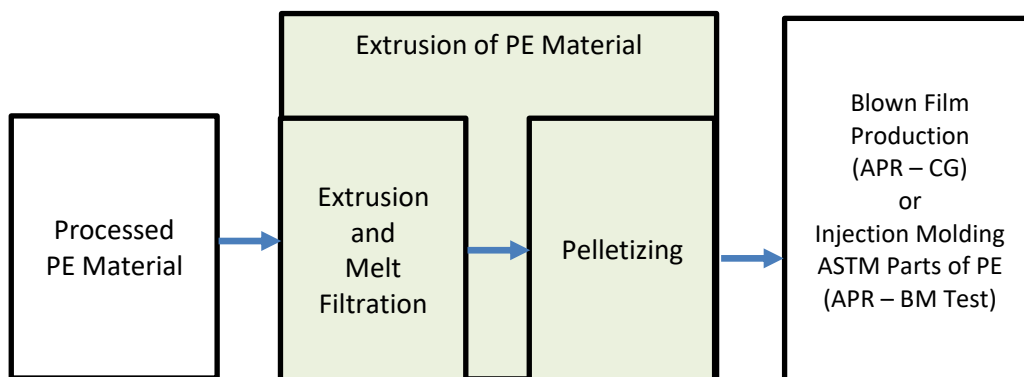 Extrusion of PE Material
Processed
PE Material
Extrusion
and
Melt
Filtration
Pelletizing
Blown Film
Production
(APR – CG)
or
Injection Molding
ASTM Parts of PE
(APR – BM Test)